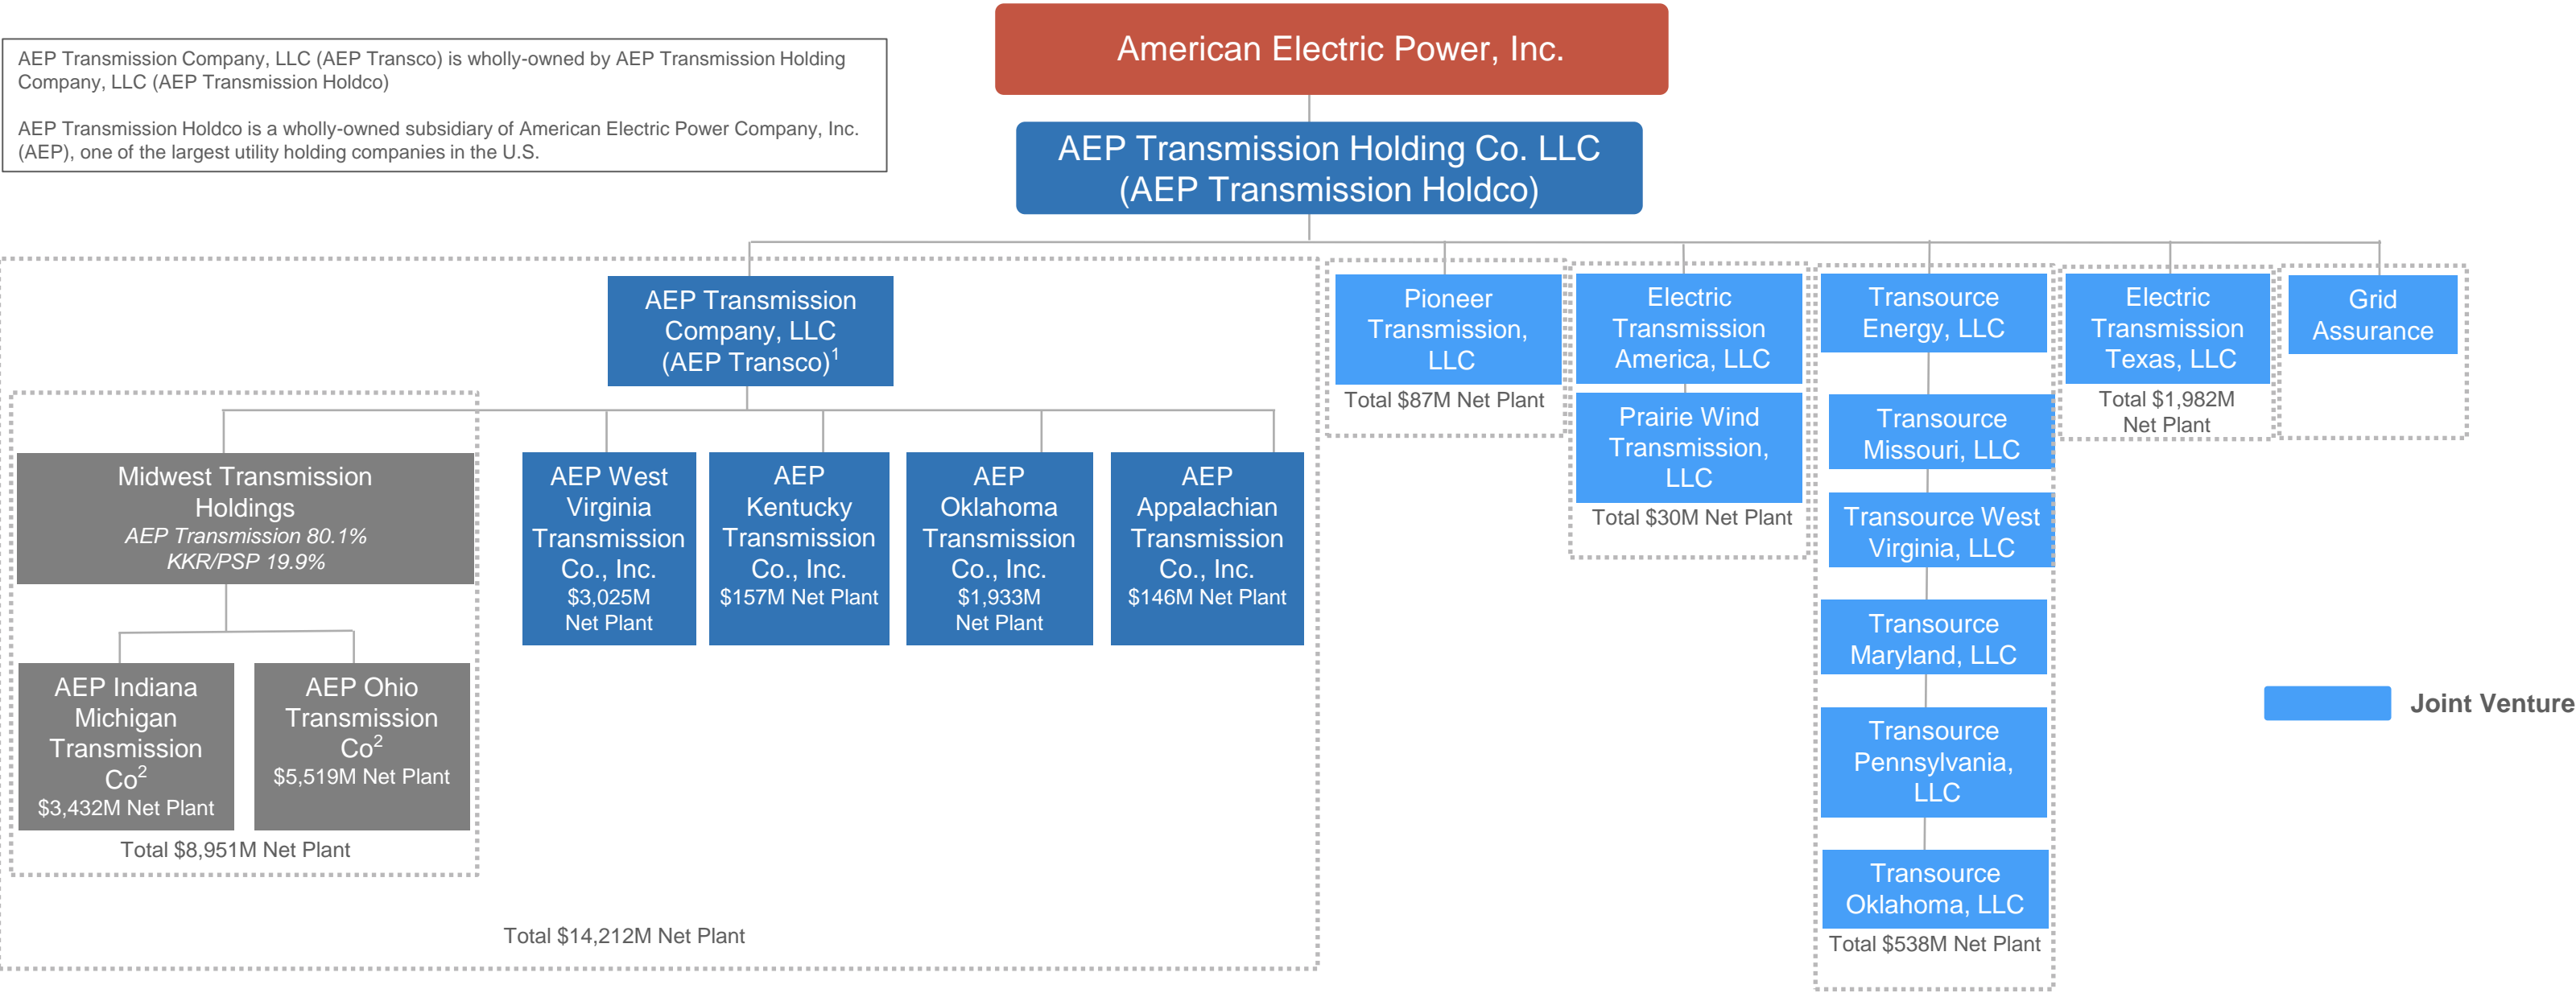 AEP Transmission Company, LLC (AEP Transco) is wholly-owned by AEP Transmission Holding
Company, LLC (AEP Transmission Holdco)
AEP Transmission Holdco is a wholly-owned subsidiary of American Electric Power Company, Inc.
(AEP), one of the largest utility holding companies in the U.S.
American Electric Power, Inc.
AEP Transmission Holding Co. LLC
(AEP Transmission Holdco)
AEP Transmission
Company, LLC
(AEP Transco)¹
Pioneer
Transmission,
LLC
Total $87M Net Plant
Electric
Transmission
America, LLC
Prairie Wind
Transmission,
LLC
Total $30M Net Plant
Transource
Energy, LLC
Transource
Missouri, LLC
Transource West
Virginia, LLC
Transource
Maryland, LLC
Transource
Pennsylvania,
LLC
Transource
Oklahoma, LLC
Total $538M Net Plant
Electric
Transmission
Texas, LLC
Total $1,982M
Net Plant
Grid
Assurance
Midwest Transmission
Holdings
AEP Transmission 80.1%
KKR/PSP 19.9%
AEP West
Virginia
Transmission
Co., Inc.
$3,025M
Net Plant
AEP
Kentucky
Transmission
Co., Inc.
$157M Net Plant
AEP
Oklahoma
Transmission
Co., Inc.
$1,933M
Net Plant
AEP
Appalachian
Transmission
Co., Inc.
$146M Net Plant
AEP Indiana
Michigan
Transmission
Co²
$3,432M Net Plant
AEP Ohio
Transmission
Co²
$5,519M Net Plant
Total $8,951M Net Plant
Total $14,212M Net Plant
Joint Venture